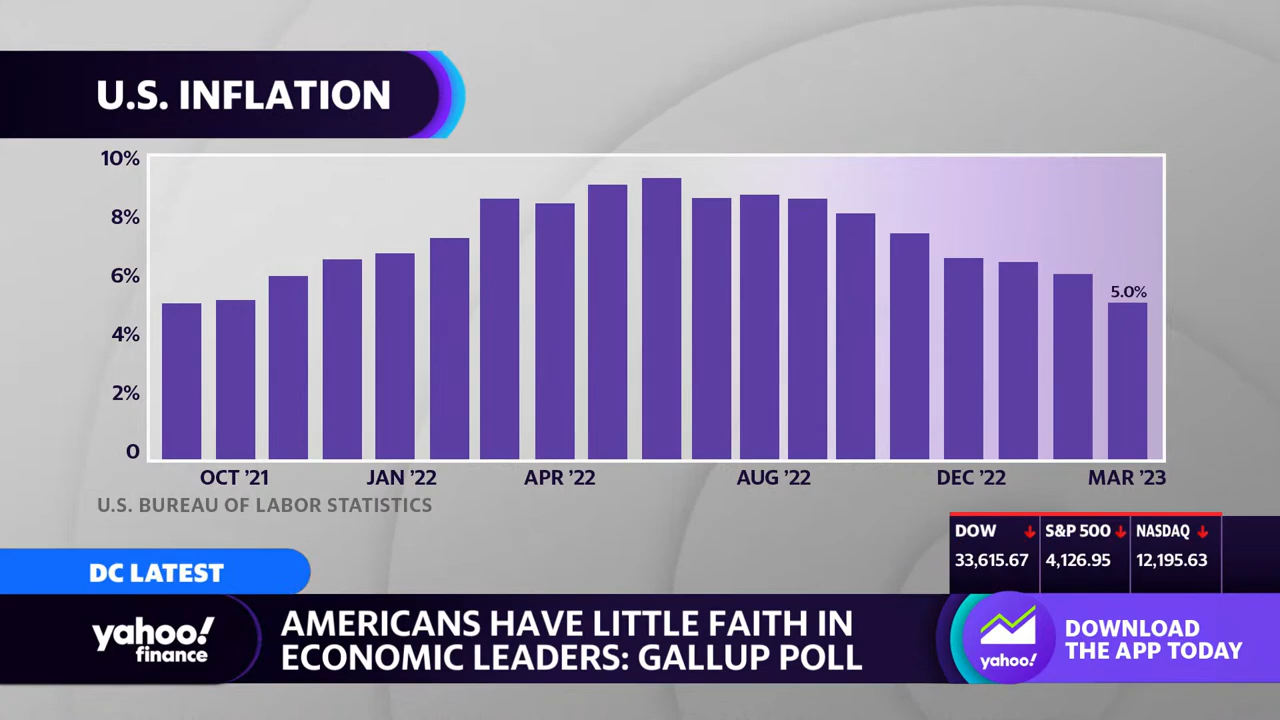 U.S. INFLATION
10%
8%
6%
4%
2%
0
5.0%
OCT ’21 JAN ’22 APR ’22 AUG ’22 DEC ’22 MAR ’23
U.S. BUREAU OF LABOR STATISTICS
DOW S&P 500 NASDAQ
33,615.67 4,126.95 12,195.63
DC LATEST
yahoo!
finance
AMERICANS HAVE LITTLE FAITH IN
ECONOMIC LEADERS: GALLUP POLL
yahoo!
DOWNLOAD
THE APP TODAY